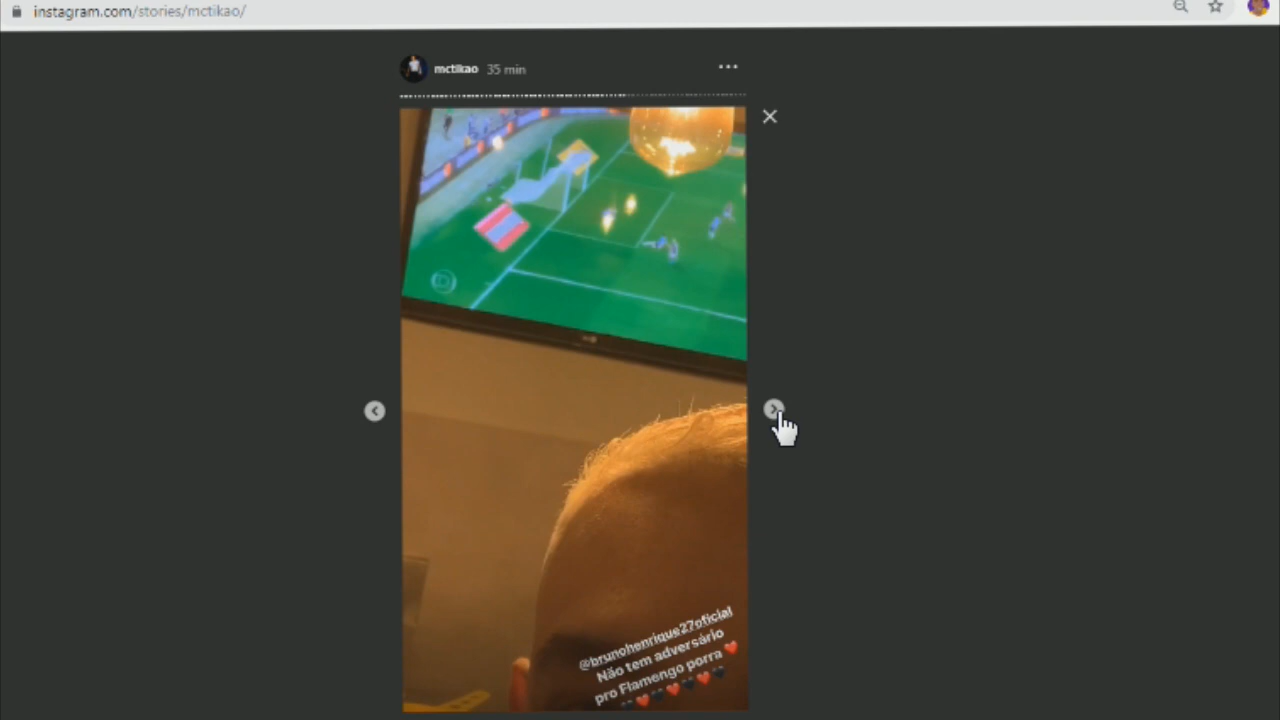 instagram.com/stories/mctikao/
mctikao 35 min
@brunohenrique27oficial
Não tem adversário
pro Flamengo porra